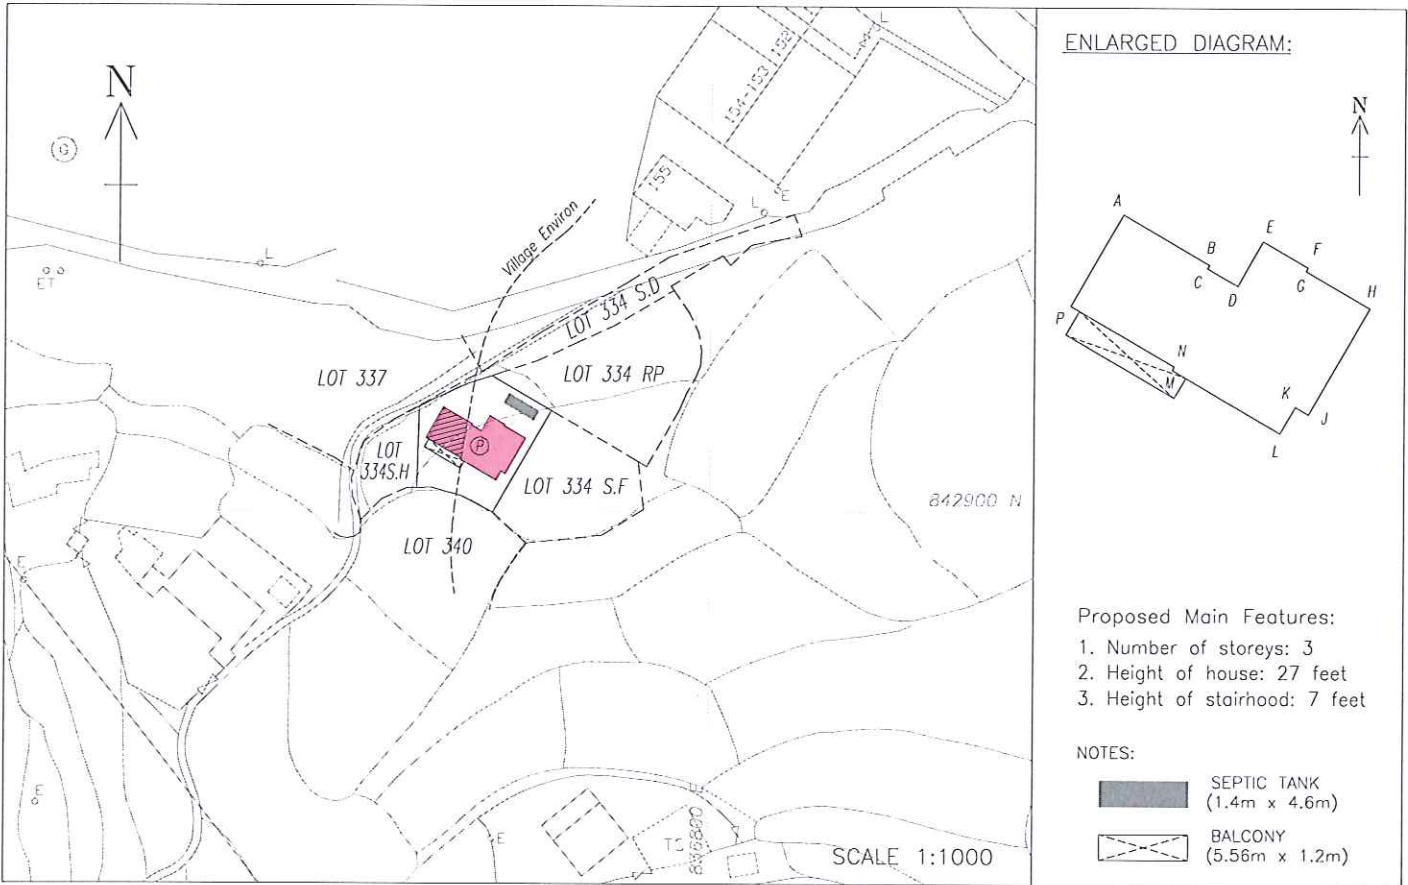 N
G
ET
L
L
E
155
154-153
152
L
Village Environ
LOT 334 S.D
LOT 337
LOT 334 RP
LOT
334S.H
P
LOT 334 S.F
LOT 340
842900 N
E
E
E
TS
836800
SCALE 1:1000
ENLARGED DIAGRAM:
N
A
B
C
D
E
F
G
H
P
N
M
K
J
L
Proposed Main Features:
1. Number of storeys: 3
2. Height of house: 27 feet
3. Height of stairhood: 7 feet
NOTES:
SEPTIC TANK
(1.4m x 4.6m)
BALCONY
(5.56m x 1.2m)